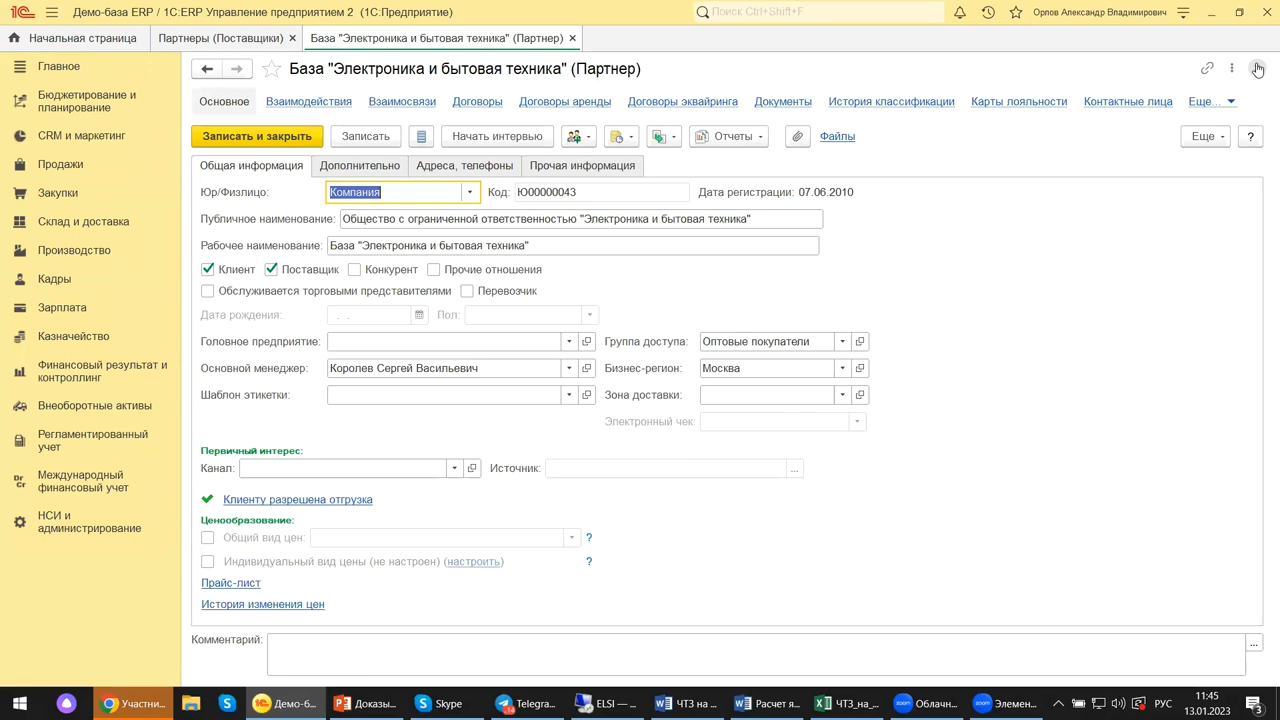 1С Демо-база ERP / 1С:ERP Управление предприятием 2 (1С:Предприятие)
Поиск Ctrl+Shift+F
Орлов Александр Владимирович
Начальная страница
Партнеры (Поставщики) ×
База "Электроника и бытовая техника" (Партнер) ×
Главное
Бюджетирование и
планирование
CRM и маркетинг
Продажи
Закупки
Склад и доставка
Производство
Кадры
Зарплата
Казначейство
Финансовый результат и
контроллинг
Внеоборотные активы
Регламентированный
учет
Dr
Cr
Международный
финансовый учет
НСИ и
администрирование
База "Электроника и бытовая техника" (Партнер)
Основное Взаимодействия Взаимосвязи Договоры Договоры аренды Договоры эквайринга Документы История классификации Карты лояльности Контактные лица Еще...
Записать и закрыть Записать Начать интервью Отчеты Файлы Еще ?
Общая информация Дополнительно Адреса, телефоны Прочая информация
Юр/Физлицо: Компания Код: Ю00000043 Дата регистрации: 07.06.2010
Публичное наименование: Общество с ограниченной ответственностью "Электроника и бытовая техника"
Рабочее наименование: База "Электроника и бытовая техника"
Клиент Поставщик Конкурент Прочие отношения
Обслуживается торговыми представителями Перевозчик
Дата рождения: . . Пол:
Головное предприятие: Группа доступа: Оптовые покупатели
Основной менеджер: Королев Сергей Васильевич Бизнес-регион: Москва
Шаблон этикетки: Зона доставки:
Электронный чек:
Первичный интерес:
Канал: Источник: ...
Клиенту разрешена отгрузка
Ценообразование:
Общий вид цен: ?
Индивидуальный вид цены (не настроен) (настроить) ?
Прайс-лист
История изменения цен
Комментарий: ...
Участни... Демо-б... Доказы... Skype Telegra... ELSI —... ЧТЗ на... Расчет я... ЧТЗ_на_... Облачн... Элемен... РУС
11:45
13.01.2023
3